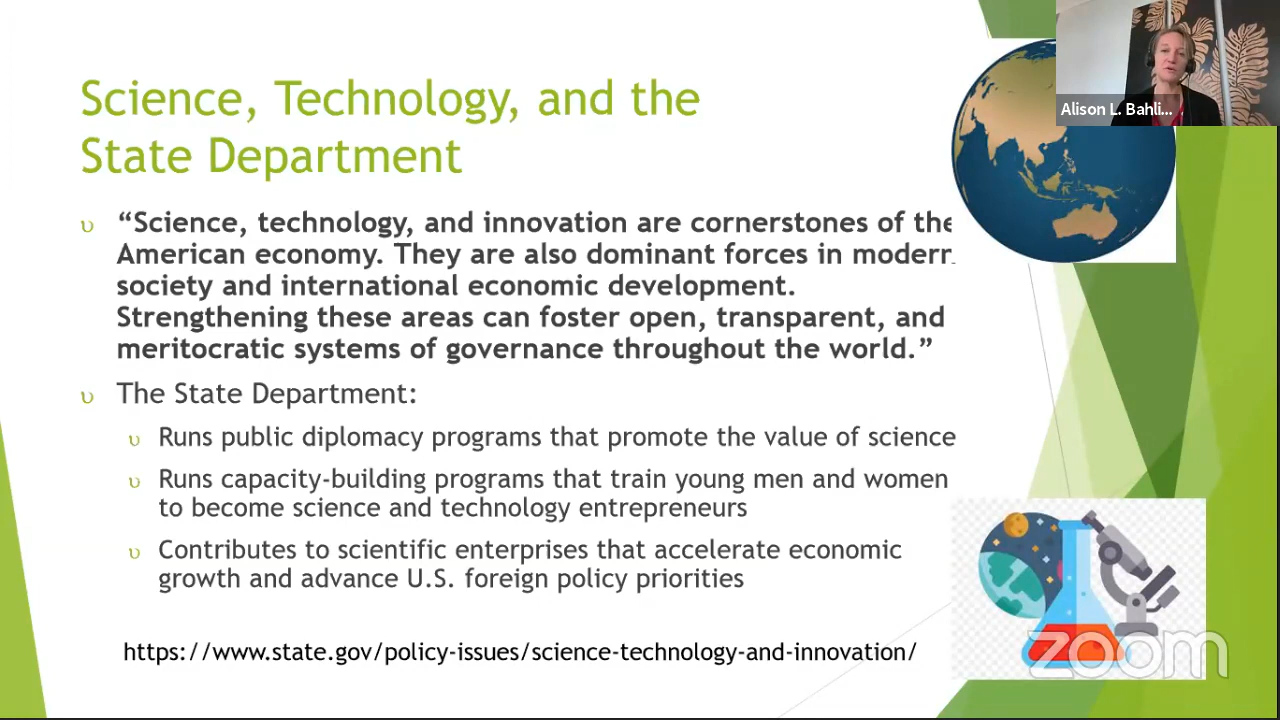 Alison L. Bahli...
Science, Technology, and the
State Department
υ “Science, technology, and innovation are cornerstones of the
American economy. They are also dominant forces in modern
society and international economic development.
Strengthening these areas can foster open, transparent, and
meritocratic systems of governance throughout the world.”
υ The State Department:
υ Runs public diplomacy programs that promote the value of science
υ Runs capacity-building programs that train young men and women
to become science and technology entrepreneurs
υ Contributes to scientific enterprises that accelerate economic
growth and advance U.S. foreign policy priorities
https://www.state.gov/policy-issues/science-technology-and-innovation/
zoom